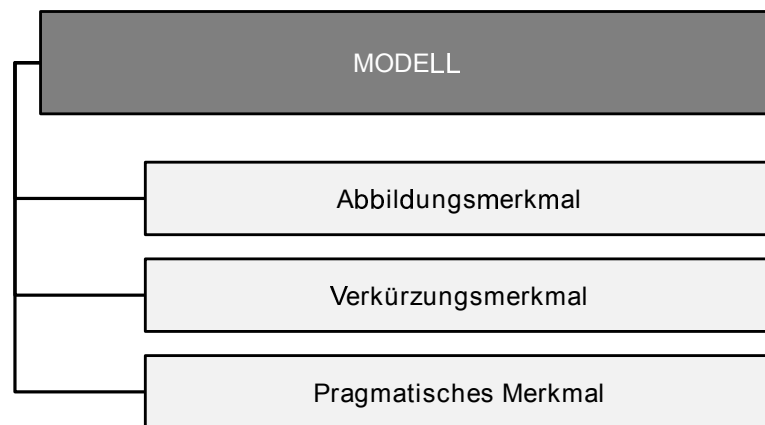 MODELL
Abbildungsmerkmal
Verkürzungsmerkmal
Pragmatisches Merkmal